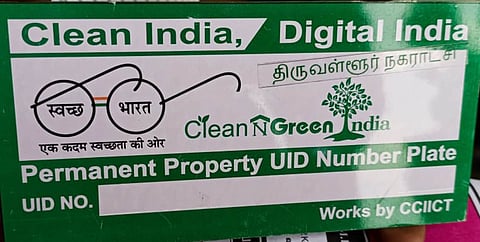 Clean India, Digital India
திருவள்ளூர் நகராட்சி
स्वच्छ भारत
एक कदम स्वच्छता की ओर
Clean N Green India
Permanent Property UID Number Plate
UID NO.
Works by CCIICT